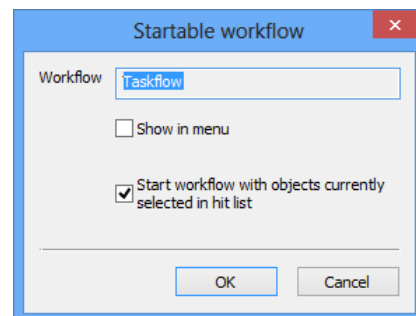 Startable workflow
Workflow
Taskflow
Show in menu
Start workflow with objects currently
selected in hit list
OK
Cancel